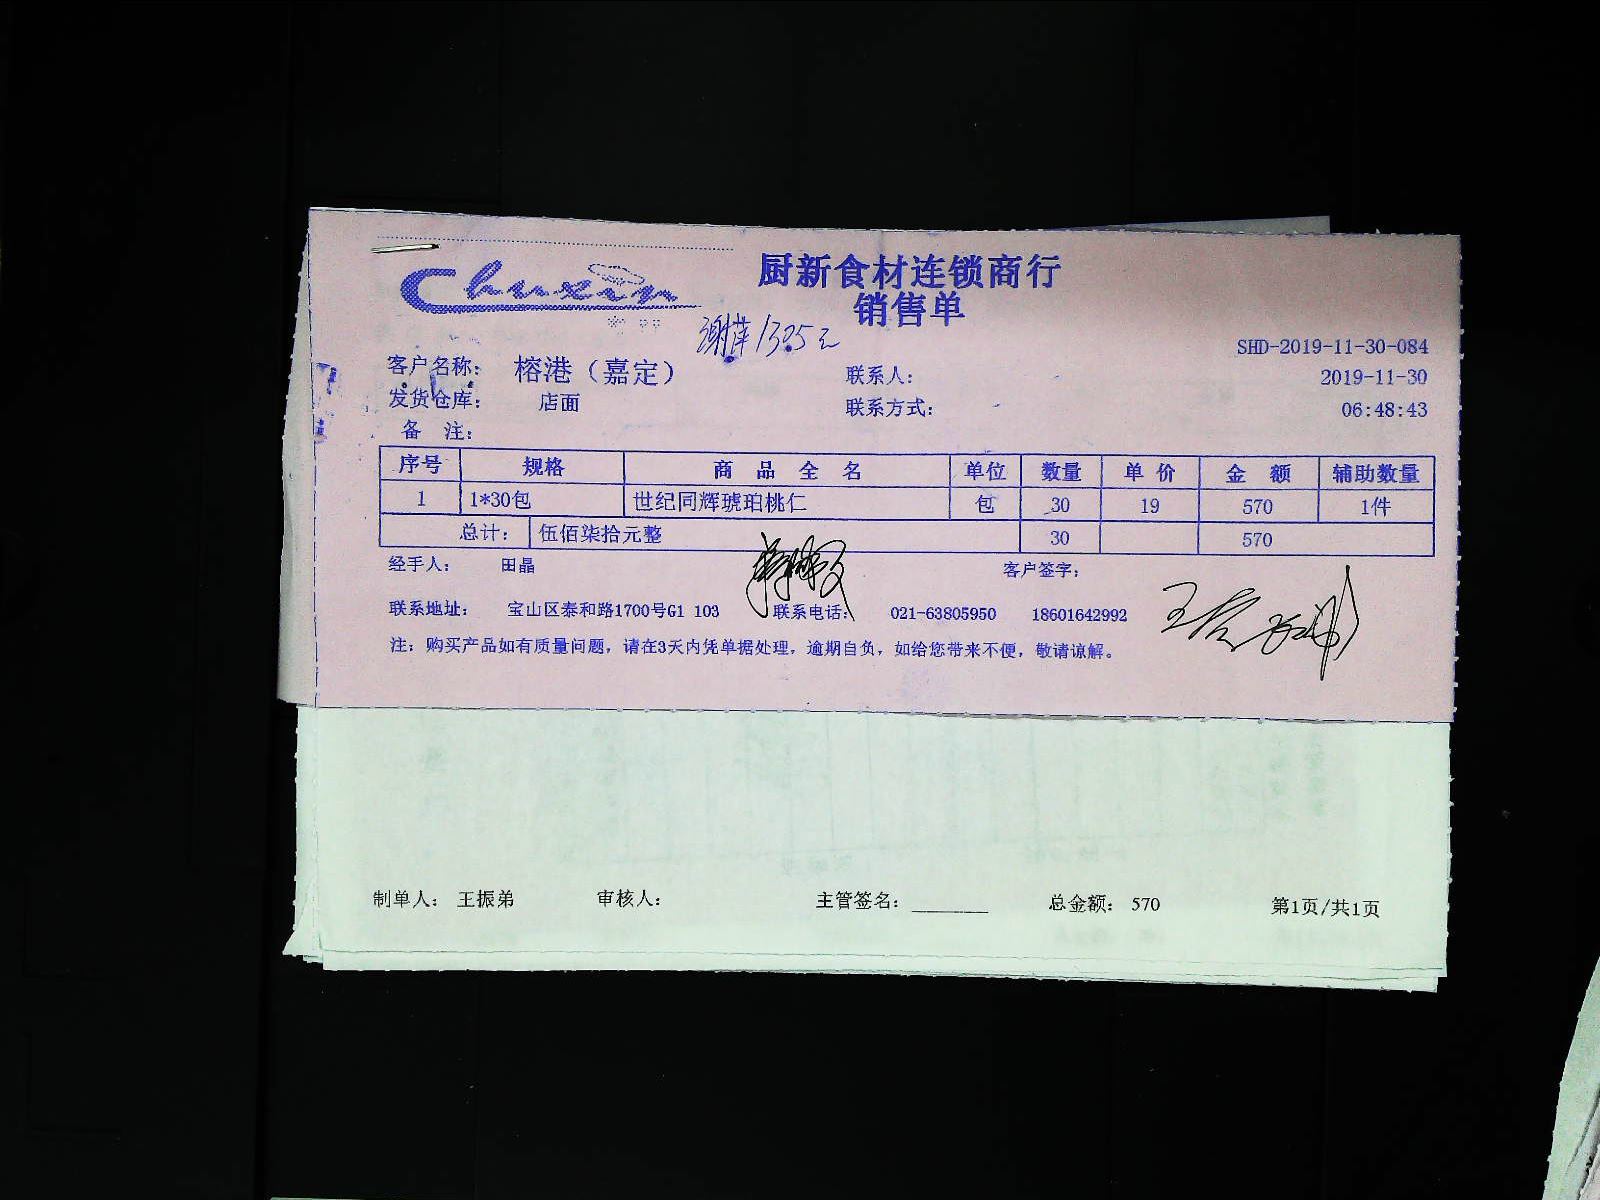 Chuxin
厨新食材连锁商行
销售单
谢萍1305元
SHD-2019-11-30-084
客户名称： 榕港（嘉定） 联系人： 2019-11-30
发货仓库： 店面 联系方式： 06:48:43
备 注：
序号 规格 商 品 全 名 单位 数量 单 价 金 额 辅助数量
1 1*30包 世纪同辉琥珀桃仁 包 30 19 570 1件
总计： 伍佰柒拾元整 30 570
经手人： 田晶 客户签字：
联系地址： 宝山区泰和路1700号G1 103 联系电话： 021-63805950 18601642992
注：购买产品如有质量问题，请在3天内凭单据处理，逾期自负，如给您带来不便，敬请谅解。
制单人： 王振弟 审核人： 主管签名：________ 总金额： 570 第1页/共1页